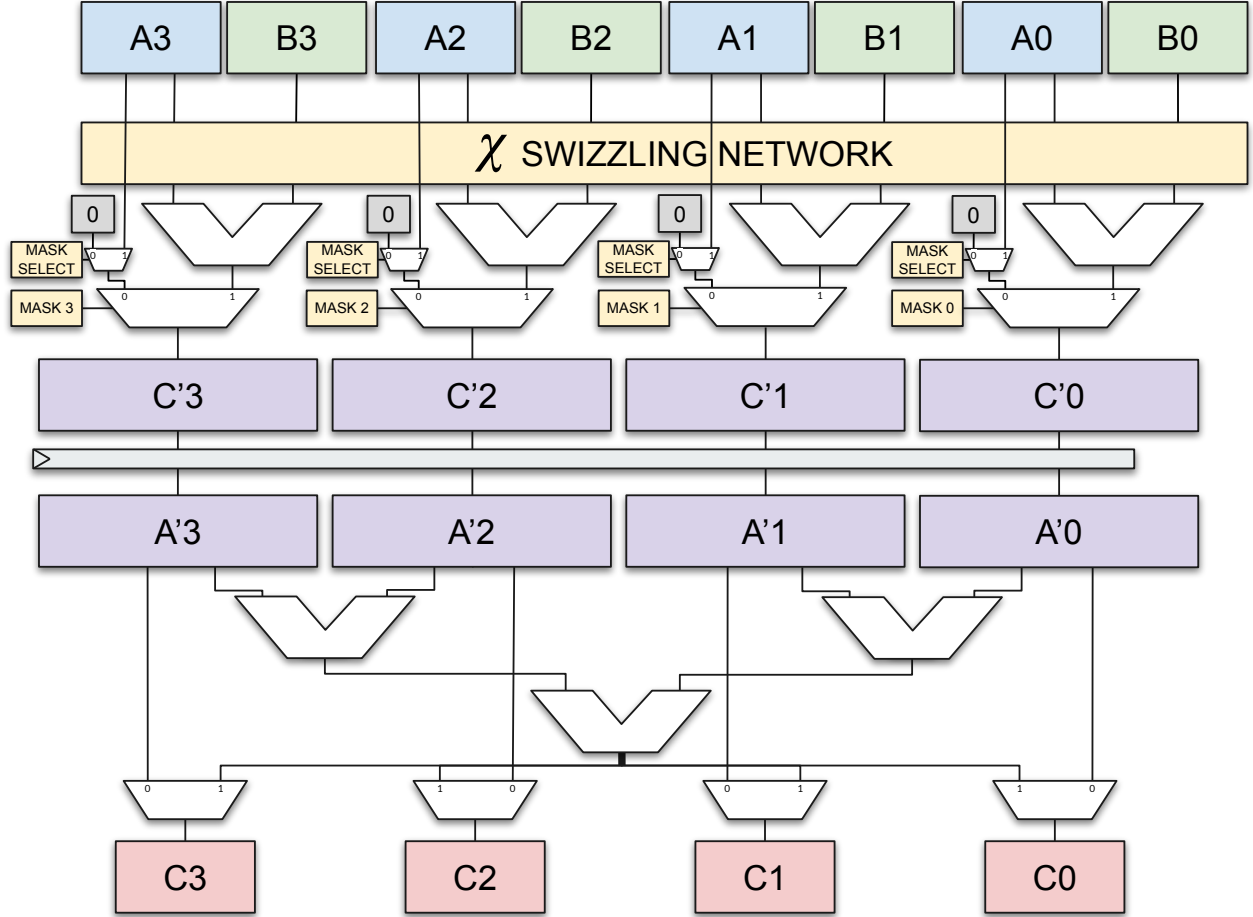 A3 B3 A2 B2 A1 B1 A0 B0
χ SWIZZLING NETWORK
0 0 0 0
MASK SELECT 0 1 MASK SELECT 0 1 MASK SELECT 0 1 MASK SELECT 0 1
MASK 3 0 1 MASK 2 0 1 MASK 1 0 1 MASK 0 0 1
C’3 C’2 C’1 C’0
A’3 A’2 A’1 A’0
0 1 1 0 0 1 1 0
C3 C2 C1 C0